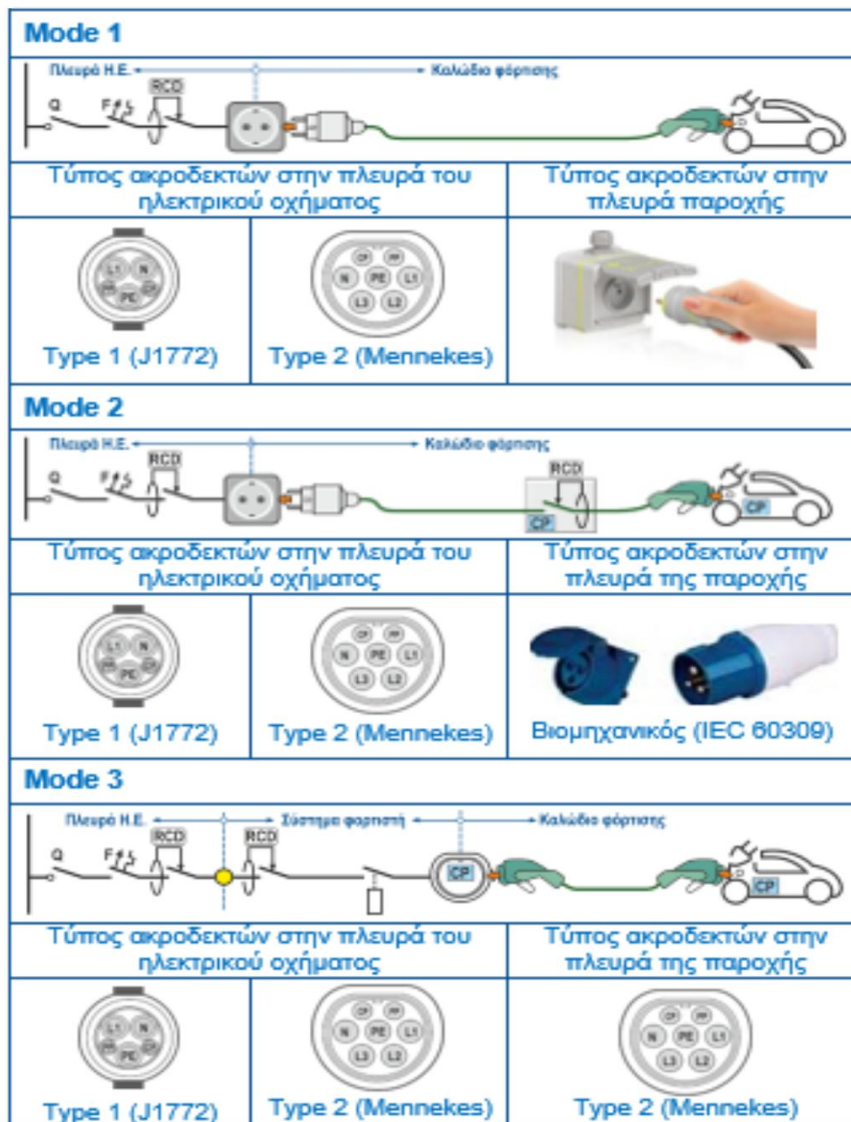 Mode 1
Πλευρά Η.Ε.
Καλώδιο φόρτισης
RCD
Q
F
Τύπος ακροδεκτών στην πλευρά του
ηλεκτρικού οχήματος
Τύπος ακροδεκτών στην
πλευρά παροχής
L1 N
PP PE CP
CP PP
N PE L1
L3 L2
Type 1 (J1772)
Type 2 (Mennekes)
Mode 2
Πλευρά Η.Ε.
Καλώδιο φόρτισης
RCD
RCD
Q
F
CP
CP
Τύπος ακροδεκτών στην πλευρά του
ηλεκτρικού οχήματος
Τύπος ακροδεκτών στην
πλευρά της παροχής
L1 N
PP PE CP
CP PP
N PE L1
L3 L2
Type 1 (J1772)
Type 2 (Mennekes)
Βιομηχανικός (IEC 60309)
Mode 3
Πλευρά Η.Ε.
Σύστημα φορτιστή
Καλώδιο φόρτισης
RCD
RCD
Q
F
CP
CP
Τύπος ακροδεκτών στην πλευρά του
ηλεκτρικού οχήματος
Τύπος ακροδεκτών στην
πλευρά της παροχής
L1 N
PP PE CP
CP PP
N PE L1
L3 L2
CP PP
N PE L1
L3 L2
Type 1 (J1772)
Type 2 (Mennekes)
Type 2 (Mennekes)